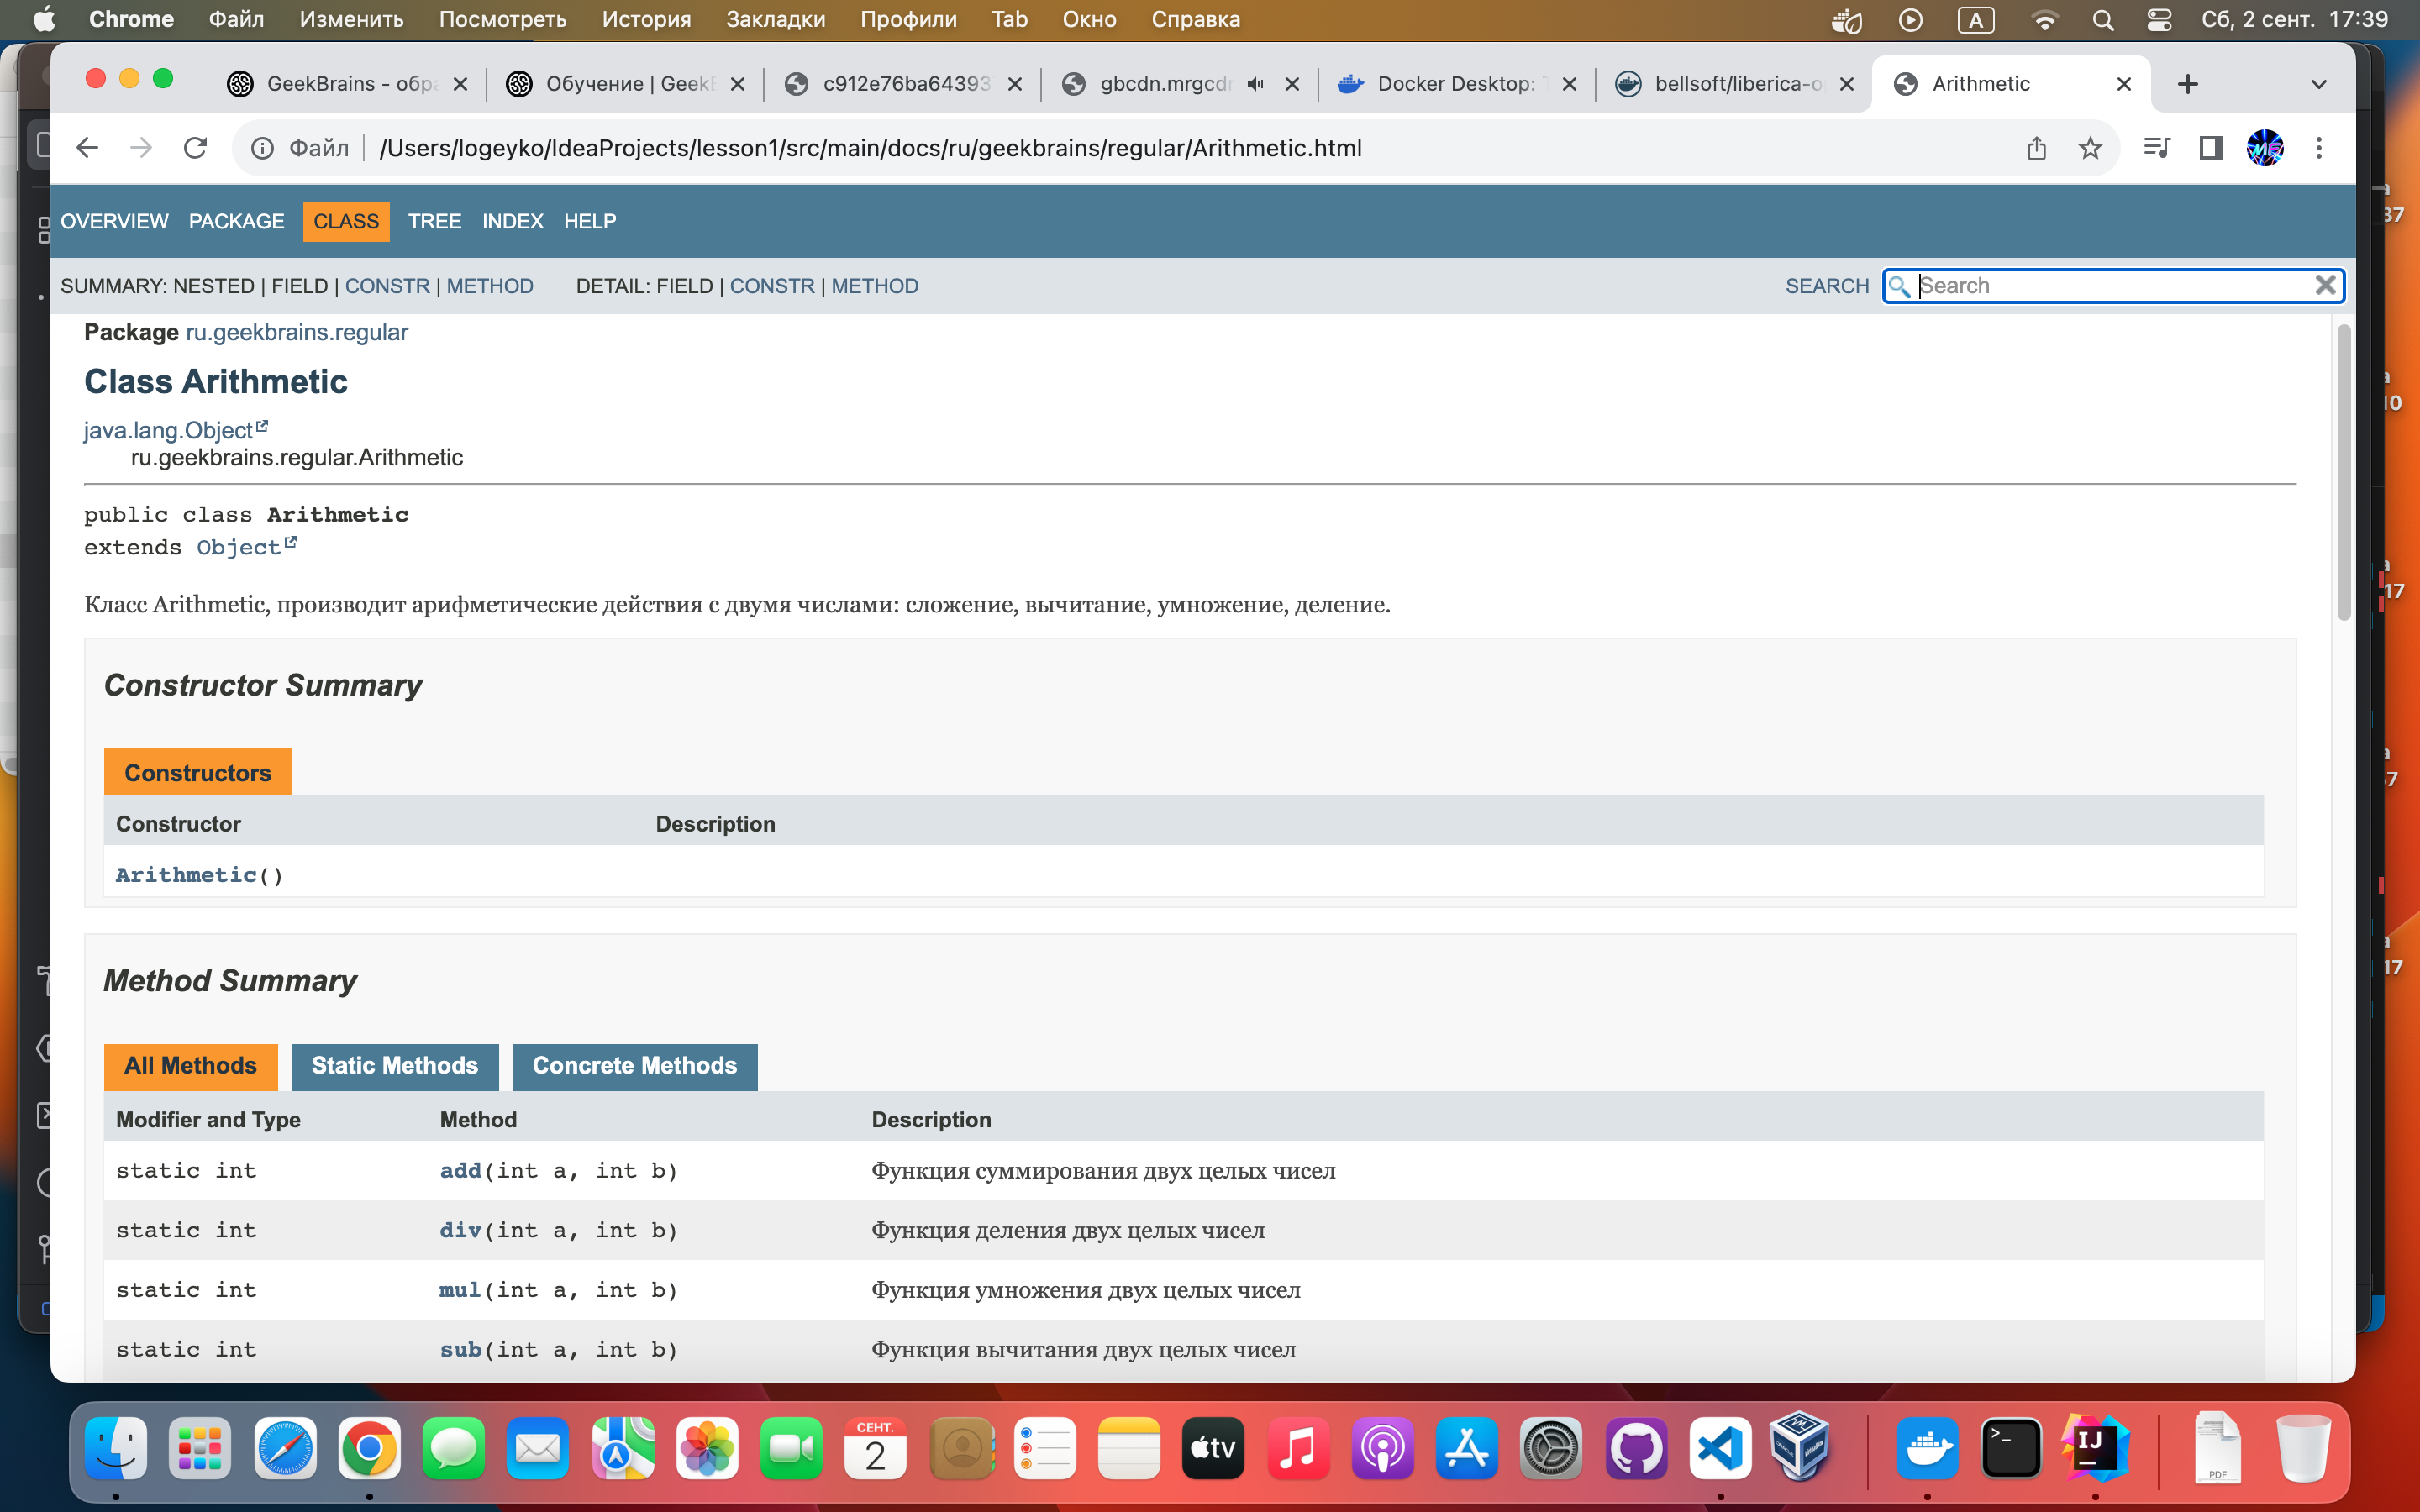 Chrome Файл Изменить Посмотреть История Закладки Профили Tab Окно Справка A Сб, 2 сент. 17:39
GeekBrains - обра Обучение | GeekB c912e76ba64393 gbcdn.mrgcdn Docker Desktop: T bellsoft/liberica-o Arithmetic
Файл /Users/logeyko/IdeaProjects/lesson1/src/main/docs/ru/geekbrains/regular/Arithmetic.html
OVERVIEW PACKAGE CLASS TREE INDEX HELP
SUMMARY: NESTED | FIELD | CONSTR | METHOD DETAIL: FIELD | CONSTR | METHOD SEARCH Search
Package ru.geekbrains.regular
Class Arithmetic
java.lang.Object
ru.geekbrains.regular.Arithmetic
public class Arithmetic
extends Object
Класс Arithmetic, производит арифметические действия с двумя числами: сложение, вычитание, умножение, деление.
Constructor Summary
Constructors
Constructor Description
Arithmetic()
Method Summary
All Methods Static Methods Concrete Methods
Modifier and Type Method Description
static int add(int a, int b) Функция суммирования двух целых чисел
static int div(int a, int b) Функция деления двух целых чисел
static int mul(int a, int b) Функция умножения двух целых чисел
static int sub(int a, int b) Функция вычитания двух целых чисел
СЕНТ.
2
tv
IJ
PDF